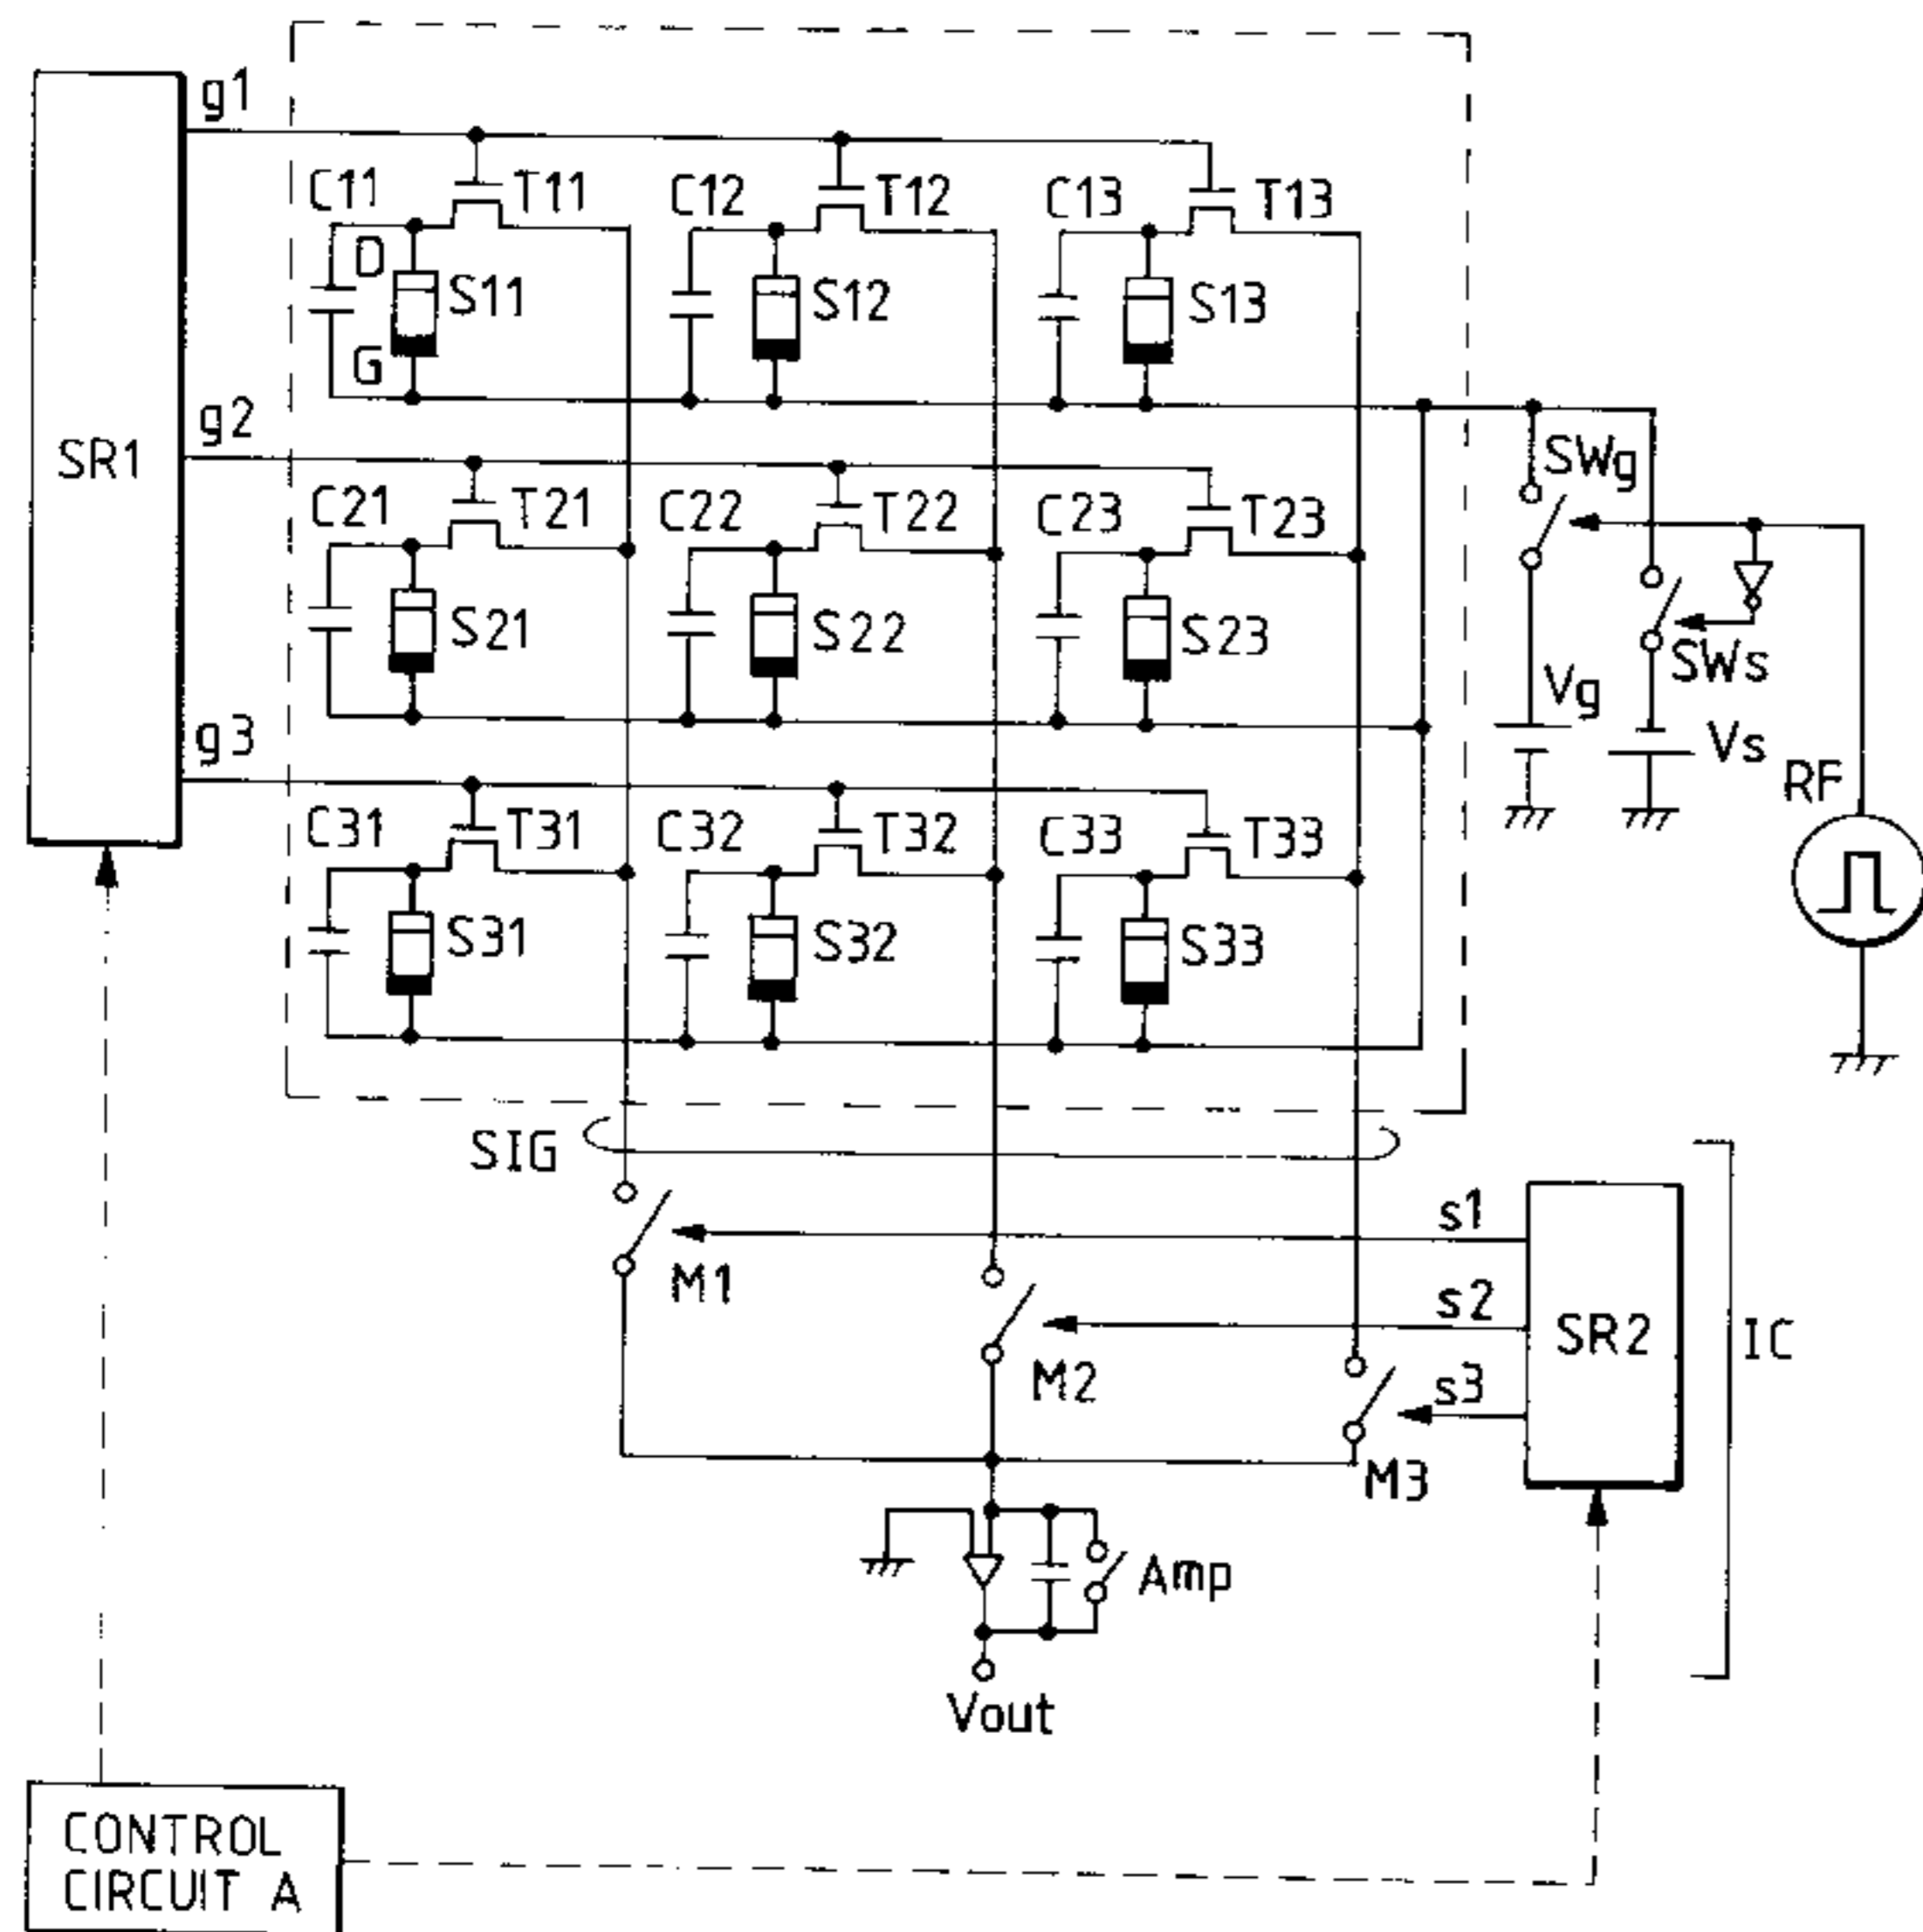 g1
C11
T11
C12
T12
C13
T13
D
S11
S12
S13
G
g2
SR1
SWg
C21
T21
C22
T22
C23
T23
S21
S22
S23
SWs
Vg
g3
Vs
RF
C31
T31
C32
T32
C33
T33
S31
S32
S33
SIG
s1
M1
s2
SR2
IC
M2
s3
M3
Amp
Vout
CONTROL
CIRCUIT A